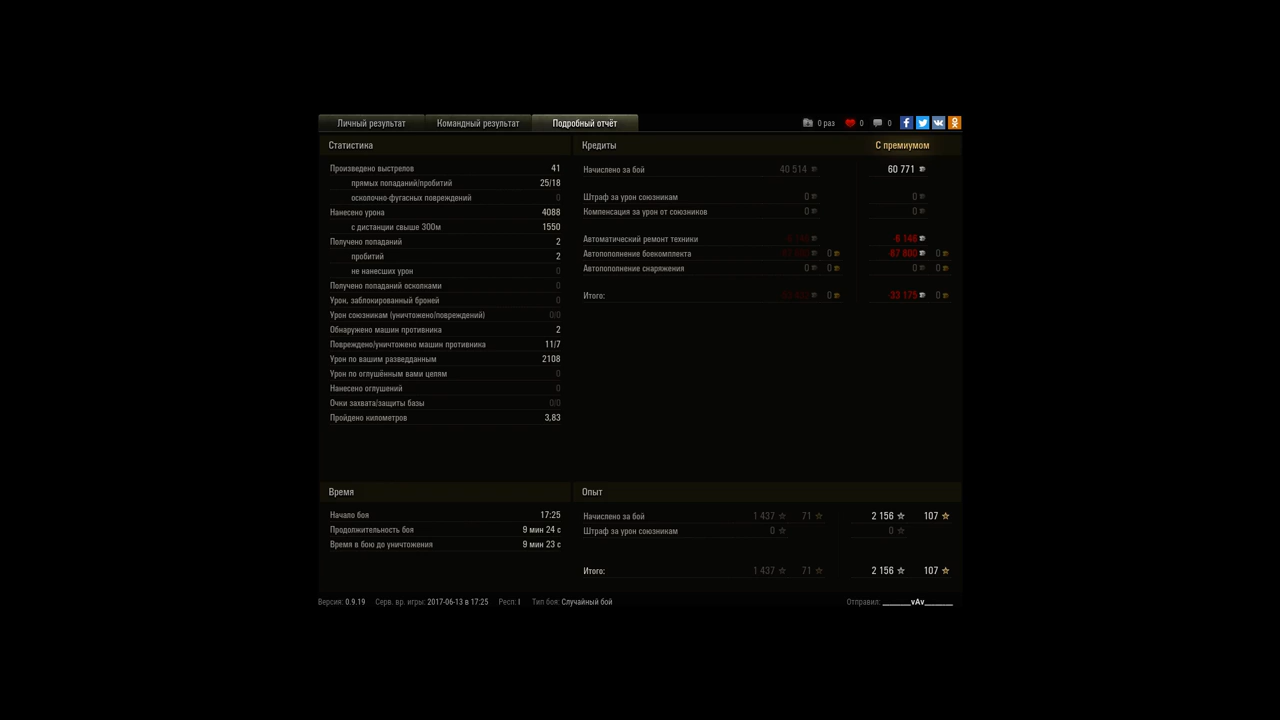 Личный результат Командный результат Подробный отчёт 0 раз 0 0
Статистика
Произведено выстрелов 41
прямых попаданий/пробитий 25/18
осколочно-фугасных повреждений 0
Нанесено урона 4088
с дистанции свыше 300м 1550
Получено попаданий 2
пробитий 2
не нанесших урон 0
Получено попаданий осколками 0
Урон, заблокированный броней 0
Урон союзникам (уничтожено/повреждений) 0/0
Обнаружено машин противника 2
Повреждено/уничтожено машин противника 11/7
Урон по вашим разведданным 2108
Урон по оглушённым вами целям 0
Нанесено оглушений 0
Очки захвата/защиты базы 0/0
Пройдено километров 3,83
Кредиты С премиумом
Начислено за бой 40 514 60 771
Штраф за урон союзникам 0 0
Компенсация за урон от союзников 0 0
Автоматический ремонт техники -6 146
Автопополнение боекомплекта 0 -87 800 0
Автопополнение снаряжения 0 0 0 0
Итого: -33 175 0
Время
Начало боя 17:25
Продолжительность боя 9 мин 24 с
Время в бою до уничтожения 9 мин 23 с
Опыт
Начислено за бой 1 437 71 2 156 107
Штраф за урон союзникам 0 0
Итого: 1 437 71 2 156 107
Версия: 0.9.19 Серв. вр. игры: 2017-06-13 в 17:25 Респ: I Тип боя: Случайный бой Отправил: _______vAv_______